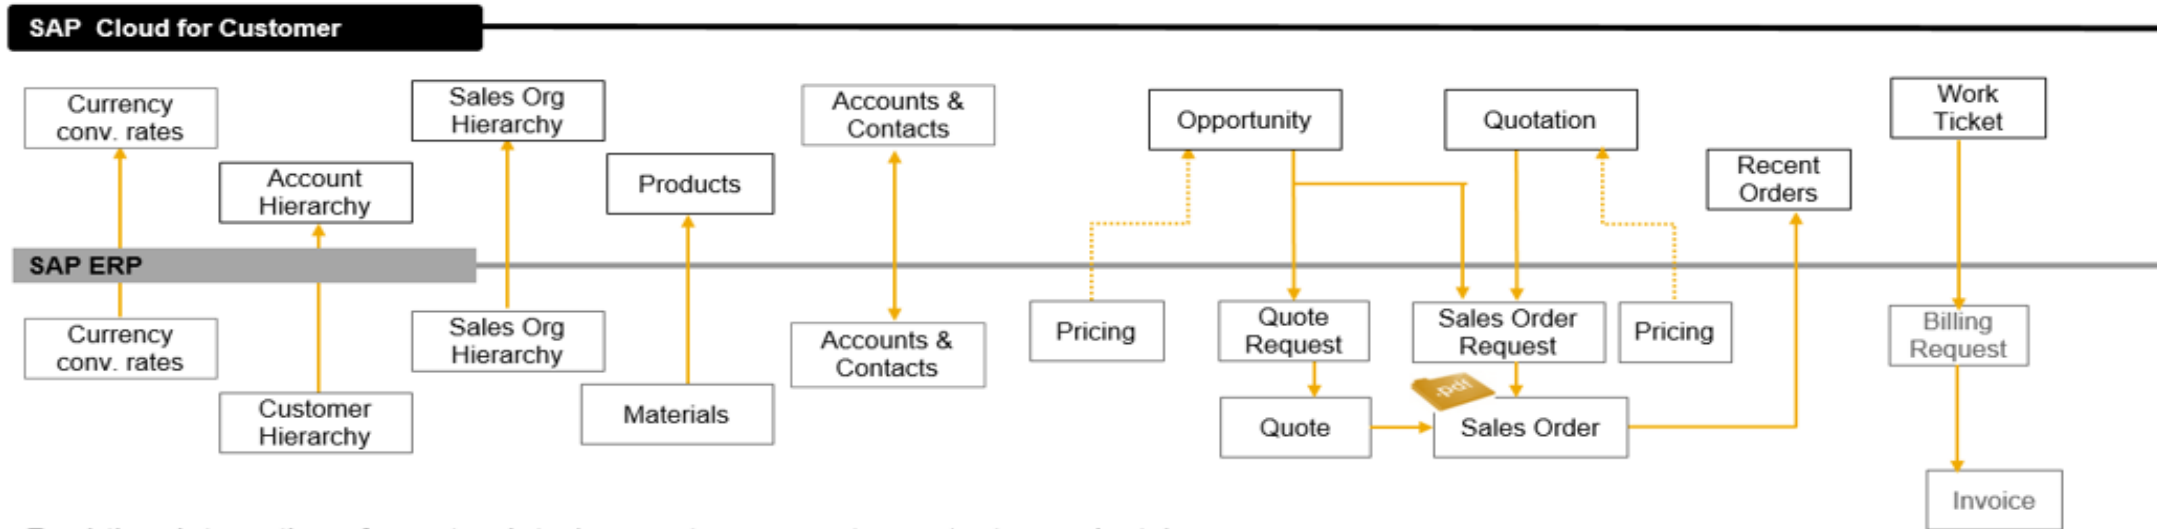 SAP Cloud for Customer
Currency
conv. rates
Account
Hierarchy
Sales Org
Hierarchy
Products
Accounts &
Contacts
Opportunity
Quotation
Recent
Orders
Work
Ticket
SAP ERP
Currency
conv. rates
Customer
Hierarchy
Sales Org
Hierarchy
Materials
Accounts &
Contacts
Pricing
Quote
Request
Sales Order
Request
Pricing
Billing
Request
.pdf
Quote
Sales Order
Invoice